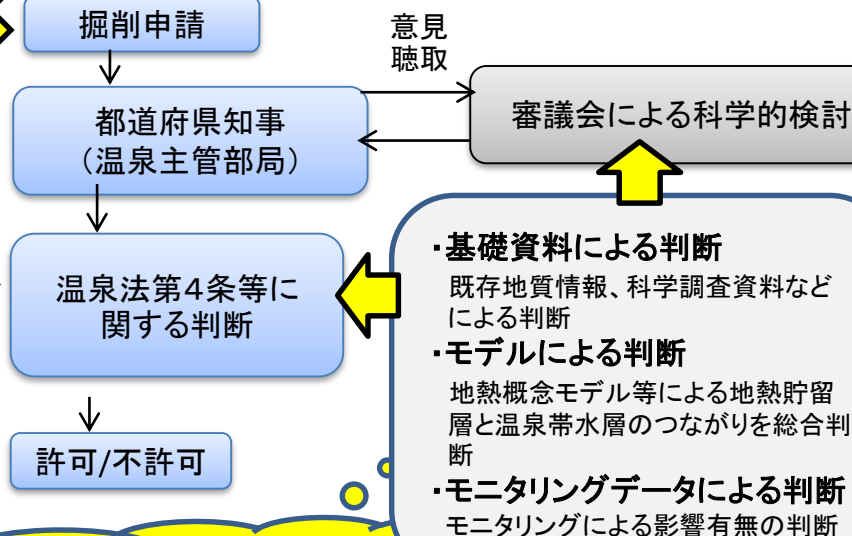 掘削申請
意見
聴取
都道府県知事
（温泉主管部局）
審議会による科学的検討
温泉法第４条等に
関する判断
許可/不許可
・基礎資料による判断
既存地質情報、科学調査資料など
による判断
・モデルによる判断
地熱概念モデル等による地熱貯留
層と温泉帯水層のつながりを総合判
断
・モニタリングデータによる判断
モニタリングによる影響有無の判断